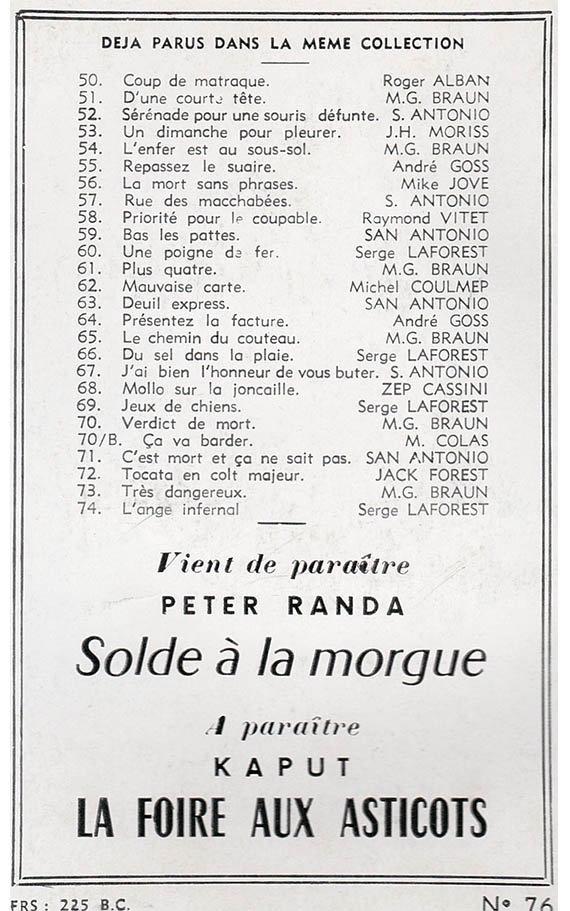 DEJA PARUS DANS LA MEME COLLECTION
50. Coup de matraque. Roger ALBAN
51. D'une courte tête. M.G. BRAUN
52. Sérénade pour une souris défunte. S. ANTONIO
53. Un dimanche pour pleurer. J.H. MORISS
54. L'enfer est au sous-sol. M.G. BRAUN
55. Repassez le suaire. André GOSS
56. La mort sans phrases. Mike JOVE
57. Rue des macchabées. S. ANTONIO
58. Priorité pour le coupable. Raymond VITET
59. Bas les pattes. SAN ANTONIO
60. Une poigne de fer. Serge LAFOREST
61. Plus quatre. M.G. BRAUN
62. Mauvaise carte. Michel COULMEP
63. Deuil express. SAN ANTONIO
64. Présentez la facture. André GOSS
65. Le chemin du couteau. M.G. BRAUN
66. Du sel dans la plaie. Serge LAFOREST
67. J'ai bien l'honneur de vous buter. S. ANTONIO
68. Mollo sur la joncaille. ZEP CASSINI
69. Jeux de chiens. Serge LAFOREST
70. Verdict de mort. M.G. BRAUN
70/B. Ça va barder. M. COLAS
71. C'est mort et ça ne sait pas. SAN ANTONIO
72. Tocata en colt majeur. JACK FOREST
73. Très dangereux. M.G. BRAUN
74. L'ange infernal Serge LAFOREST
Vient de paraître
PETER RANDA
Solde à la morgue
A paraître
KAPUT
LA FOIRE AUX ASTICOTS
FRS : 225 B.C. N° 76